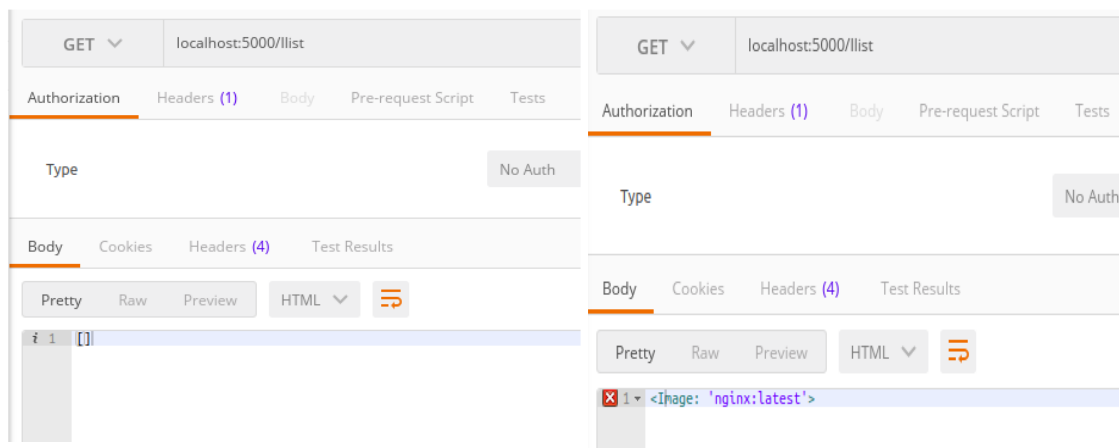 GET localhost:5000/llist
Authorization Headers (1) Body Pre-request Script Tests
Type No Auth
Body Cookies Headers (4) Test Results
Pretty Raw Preview HTML
i 1 []
GET localhost:5000/llist
Authorization Headers (1) Body Pre-request Script Tests
Type No Auth
Body Cookies Headers (4) Test Results
Pretty Raw Preview HTML
1 <Image: 'nginx:latest'>